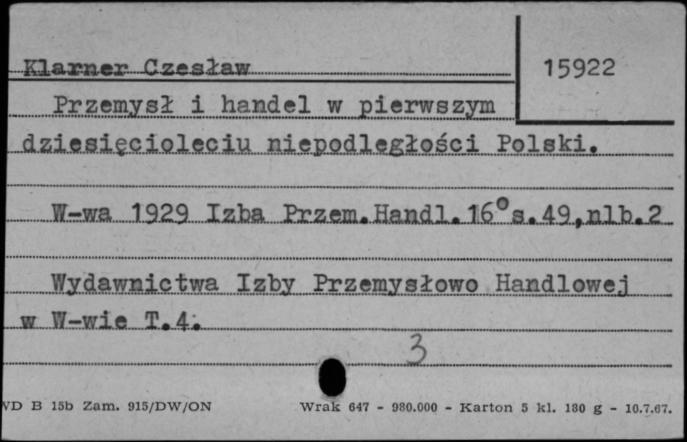 Klarner Czesław
15922
Przemysł i handel w pierwszym
dziesięcioleciu niepodległości Polski.
W-wa 1929 Izba Przem.Handl.16°s.49,nlb.2
Wydawnictwa Izby Przemysłowo Handlowej
w W-wie T.4.
3
WD B 15b Zam. 915/DW/ON Wrak 647 - 980.000 - Karton 5 kl. 180 g - 10.7.67.